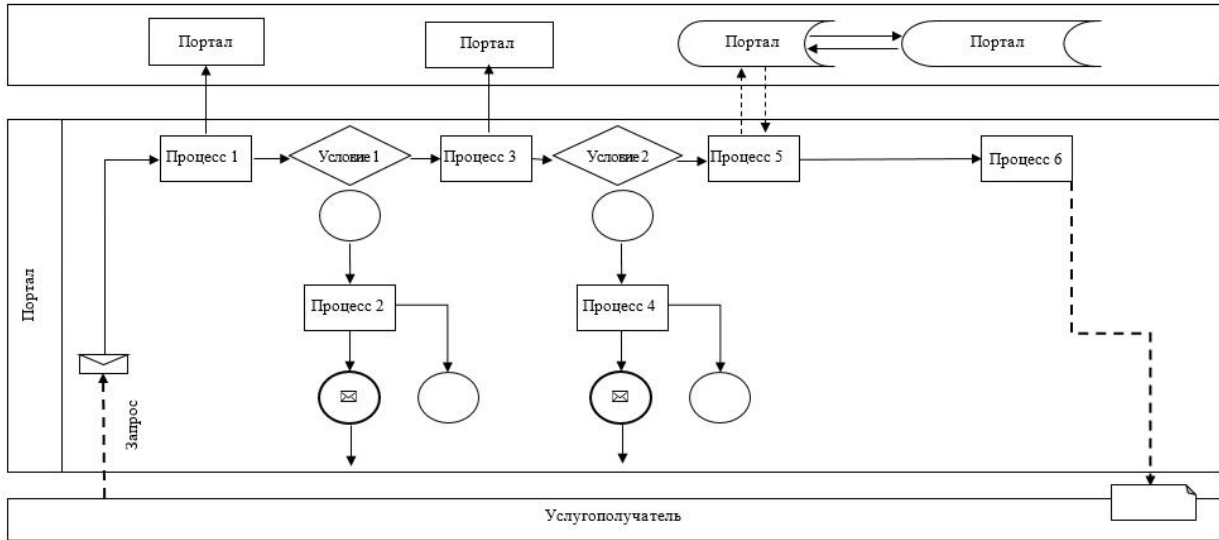 Портал
Портал
Портал
Портал
Процесс 1
Условие 1
Процесс 3
Условие 2
Процесс 5
Процесс 6
Портал
Процесс 2
Процесс 4
Запрос
Услугополучатель